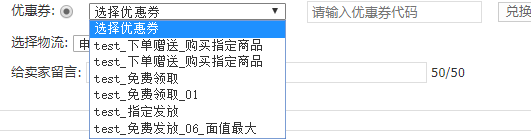 优惠券: 选择优惠券 请输入优惠券代码 兑换
选择优惠券
选择物流:
test_下单赠送_购买指定商品
test_下单赠送_购买指定商品
给卖家留言: test_免费领取 50/50
test_免费领取_01
test_指定发放
test_免费发放_06_面值最大